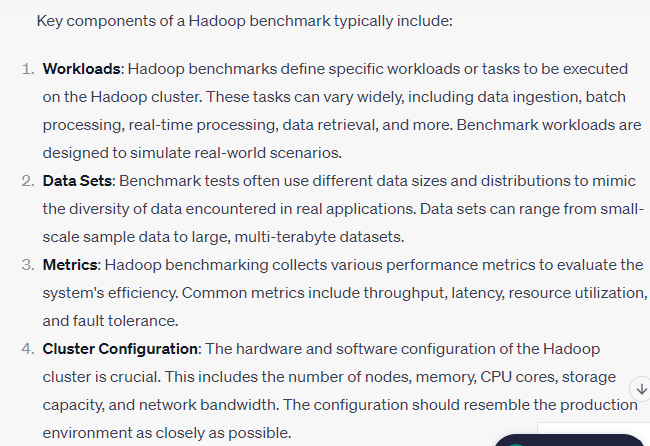 Key components of a Hadoop benchmark typically include:
1. Workloads: Hadoop benchmarks define specific workloads or tasks to be executed
on the Hadoop cluster. These tasks can vary widely, including data ingestion, batch
processing, real-time processing, data retrieval, and more. Benchmark workloads are
designed to simulate real-world scenarios.
2. Data Sets: Benchmark tests often use different data sizes and distributions to mimic
the diversity of data encountered in real applications. Data sets can range from small-
scale sample data to large, multi-terabyte datasets.
3. Metrics: Hadoop benchmarking collects various performance metrics to evaluate the
system's efficiency. Common metrics include throughput, latency, resource utilization,
and fault tolerance.
4. Cluster Configuration: The hardware and software configuration of the Hadoop
cluster is crucial. This includes the number of nodes, memory, CPU cores, storage
capacity, and network bandwidth. The configuration should resemble the production
environment as closely as possible.